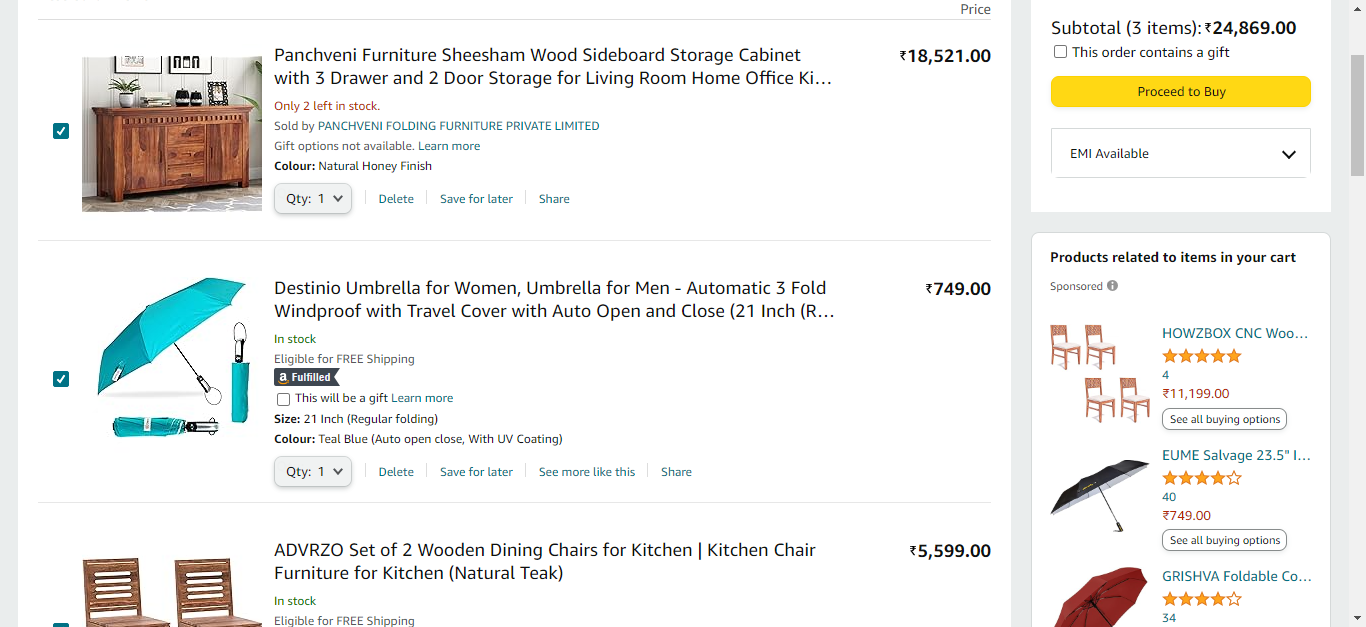 Price
Panchveni Furniture Sheesham Wood Sideboard Storage Cabinet
with 3 Drawer and 2 Door Storage for Living Room Home Office Ki…
₹18,521.00
Only 2 left in stock.
Sold by PANCHVENI FOLDING FURNITURE PRIVATE LIMITED
Gift options not available. Learn more
Colour: Natural Honey Finish
Qty: 1
Delete
Save for later
Share
Destinio Umbrella for Women, Umbrella for Men - Automatic 3 Fold
Windproof with Travel Cover with Auto Open and Close (21 Inch (R…
₹749.00
In stock
Eligible for FREE Shipping
a Fulfilled
This will be a gift Learn more
Size: 21 Inch (Regular folding)
Colour: Teal Blue (Auto open close, With UV Coating)
Qty: 1
Delete
Save for later
See more like this
Share
ADVRZO Set of 2 Wooden Dining Chairs for Kitchen | Kitchen Chair
Furniture for Kitchen (Natural Teak)
₹5,599.00
In stock
Eligible for FREE Shipping
Subtotal (3 items): ₹24,869.00
This order contains a gift
Proceed to Buy
EMI Available
Products related to items in your cart
Sponsored
HOWZBOX CNC Woo…
4
₹11,199.00
See all buying options
EUME Salvage 23.5" I…
40
₹749.00
See all buying options
GRISHVA Foldable Co…
34